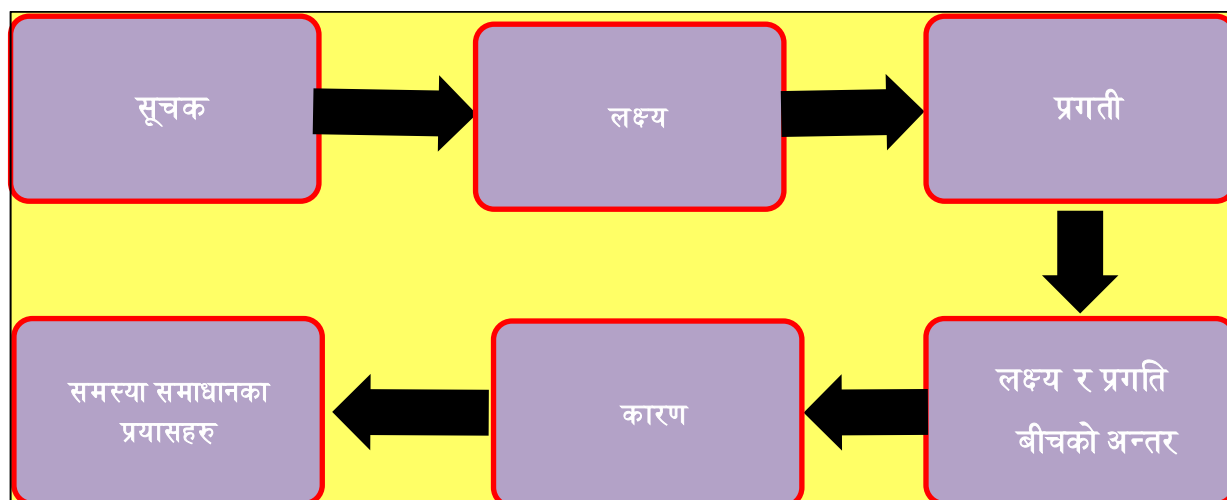 सूचक
लक्ष्य
प्रगती
लक्ष्य र प्रगति
बीचको अन्तर
कारण
समस्या समाधानका
प्रयासहरु